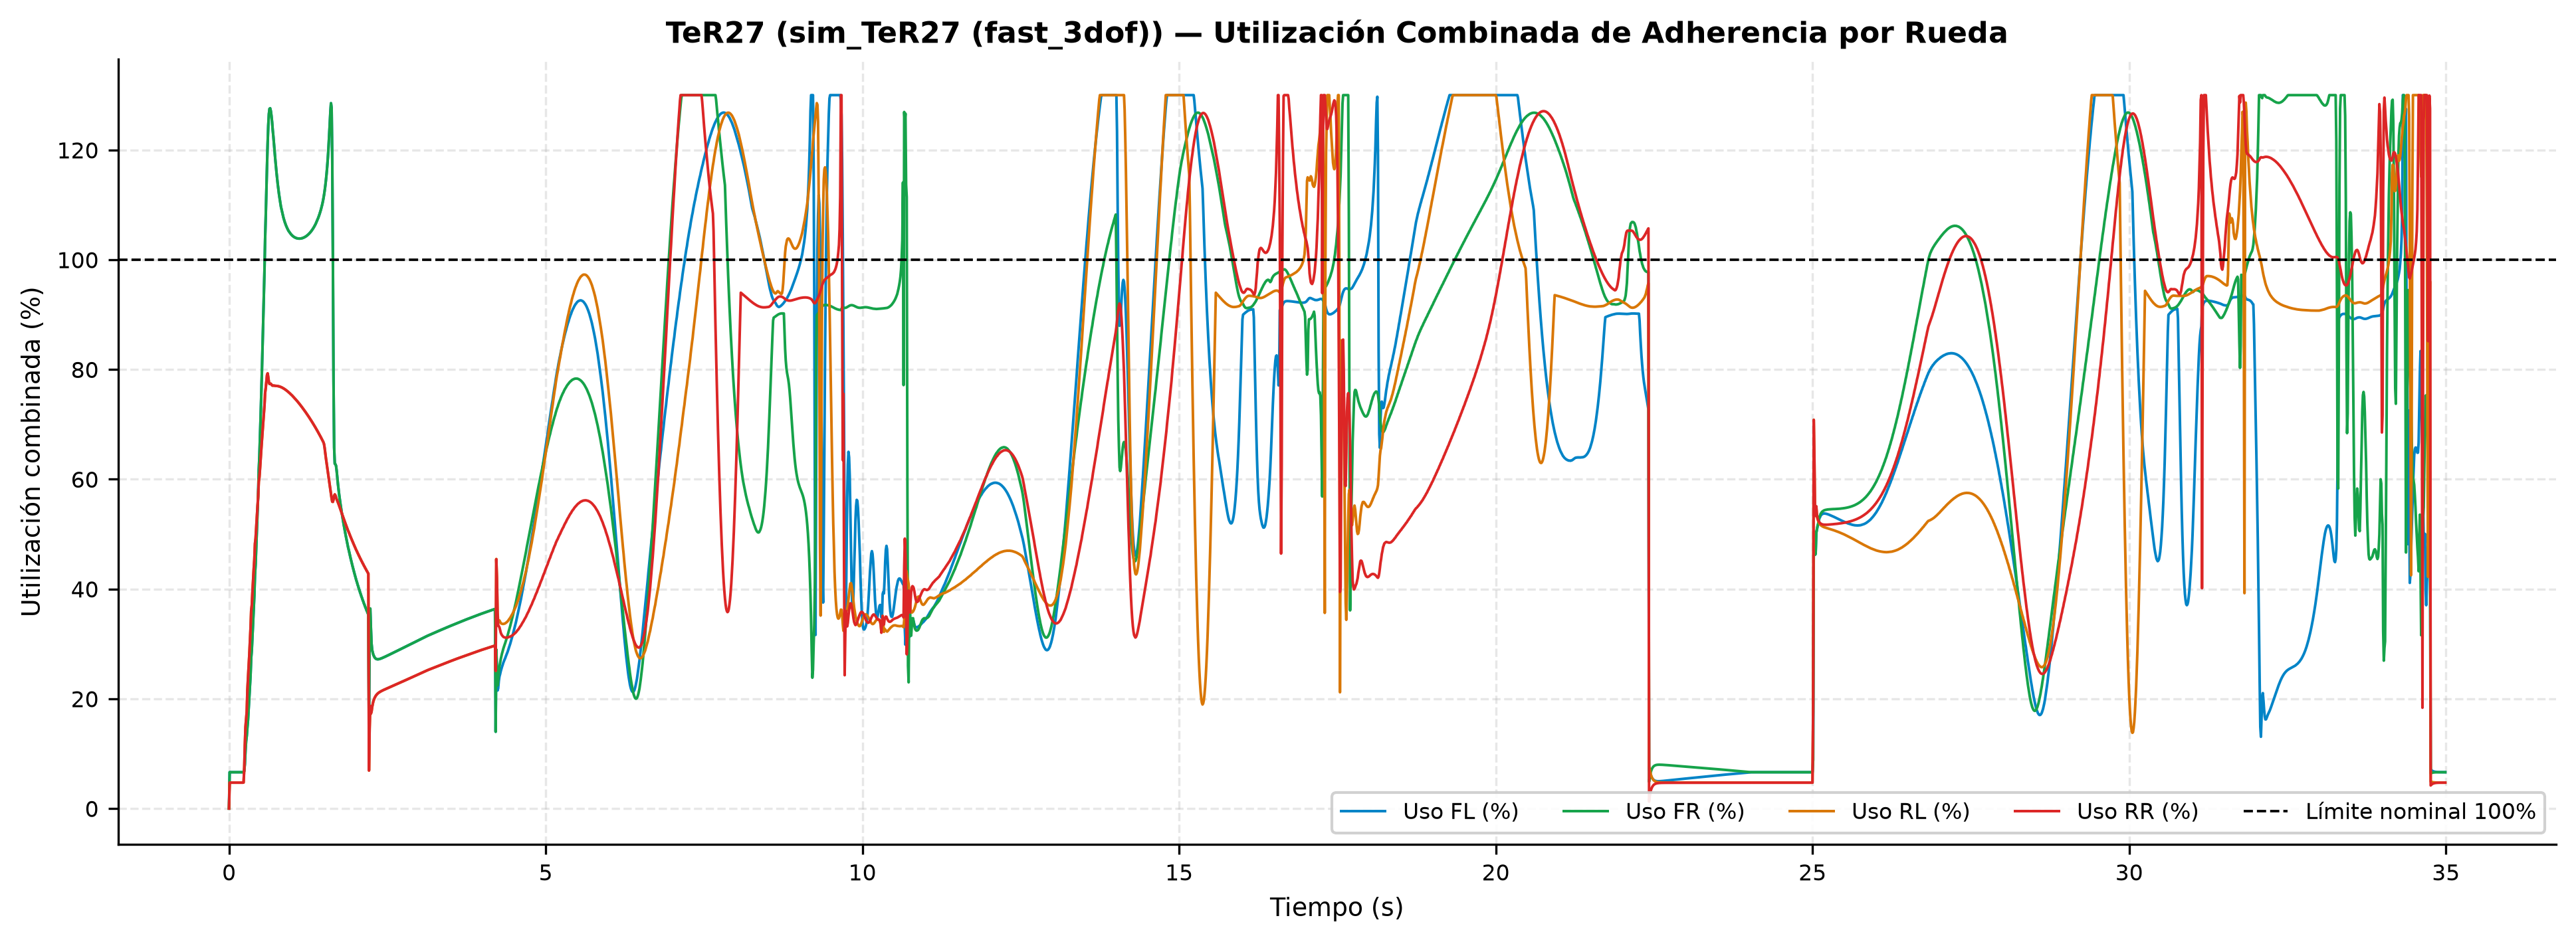 TeR27 (sim_TeR27 (fast_3dof)) — Utilización Combinada de Adherencia por Rueda
Utilización combinada (%)
120
100
80
60
40
20
0
0 5 10 15 20 25 30 35
Tiempo (s)
Uso FL (%) Uso FR (%) Uso RL (%) Uso RR (%) Límite nominal 100%